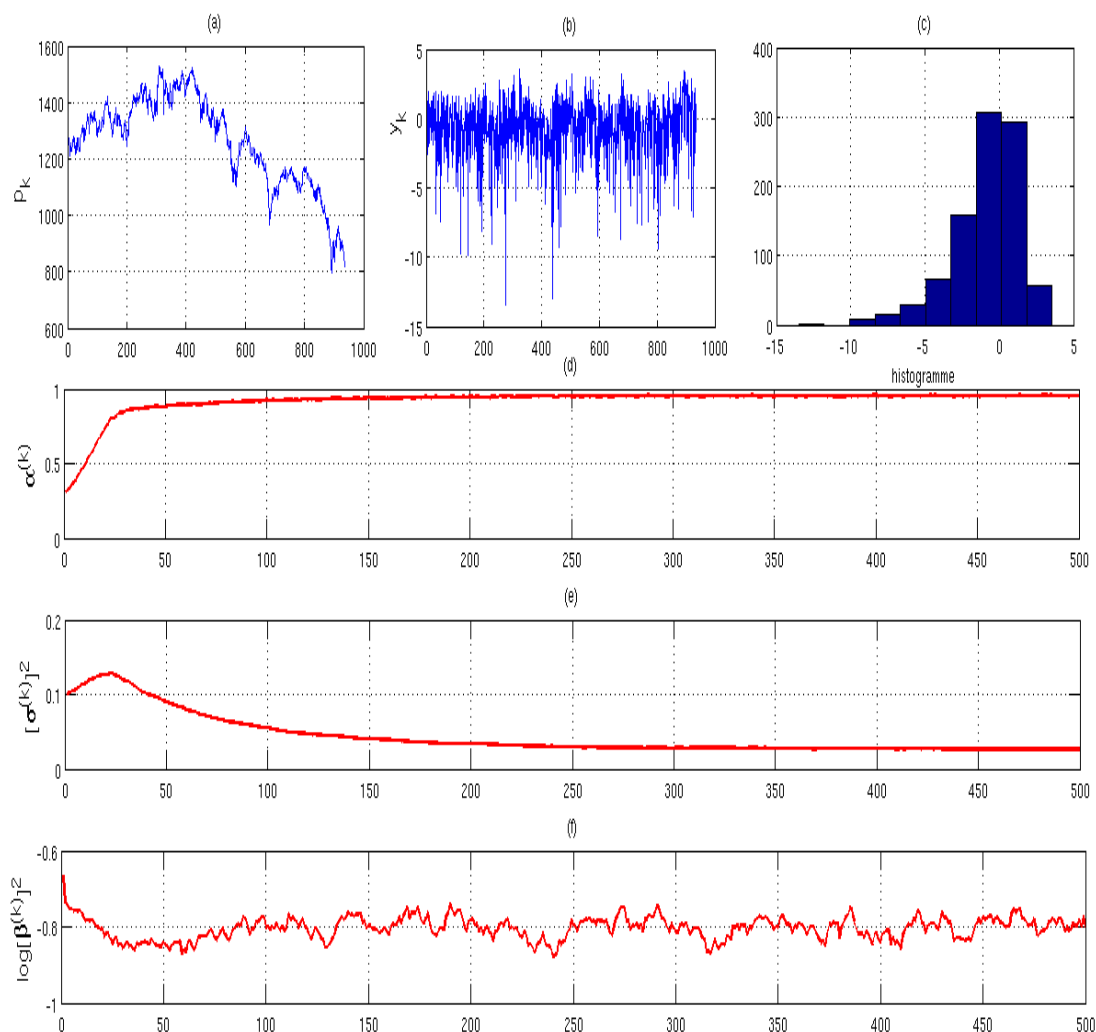 (a)
1600
1400
1200
1000
800
600
p_k
0 200 400 600 800 1000
(b)
5
0
-5
-10
-15
y_k
0 200 400 600 800 1000
(c)
400
300
200
100
0
-15 -10 -5 0 5
histogramme
(d)
1
0.5
0
α^(k)
0 50 100 150 200 250 300 350 400 450 500
(e)
0.2
0.1
0
[σ^(k)]²
0 50 100 150 200 250 300 350 400 450 500
(f)
-0.6
-0.8
-1
log[β^(k)]²
0 50 100 150 200 250 300 350 400 450 500